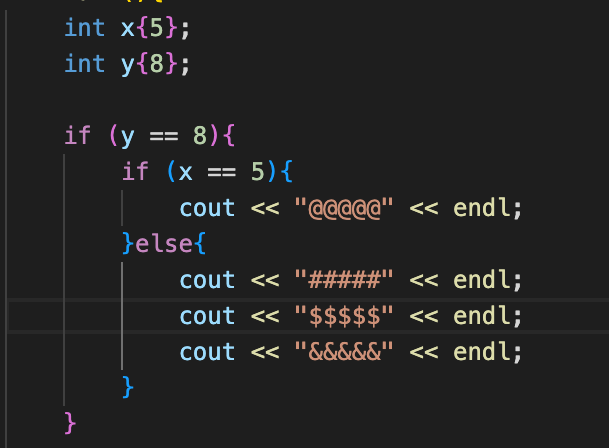 int x{5};
int y{8};
if (y == 8){
if (x == 5){
cout << "@@@@@" << endl;
}else{
cout << "#####" << endl;
cout << "$$$$$" << endl;
cout << "&&&&&" << endl;
}
}